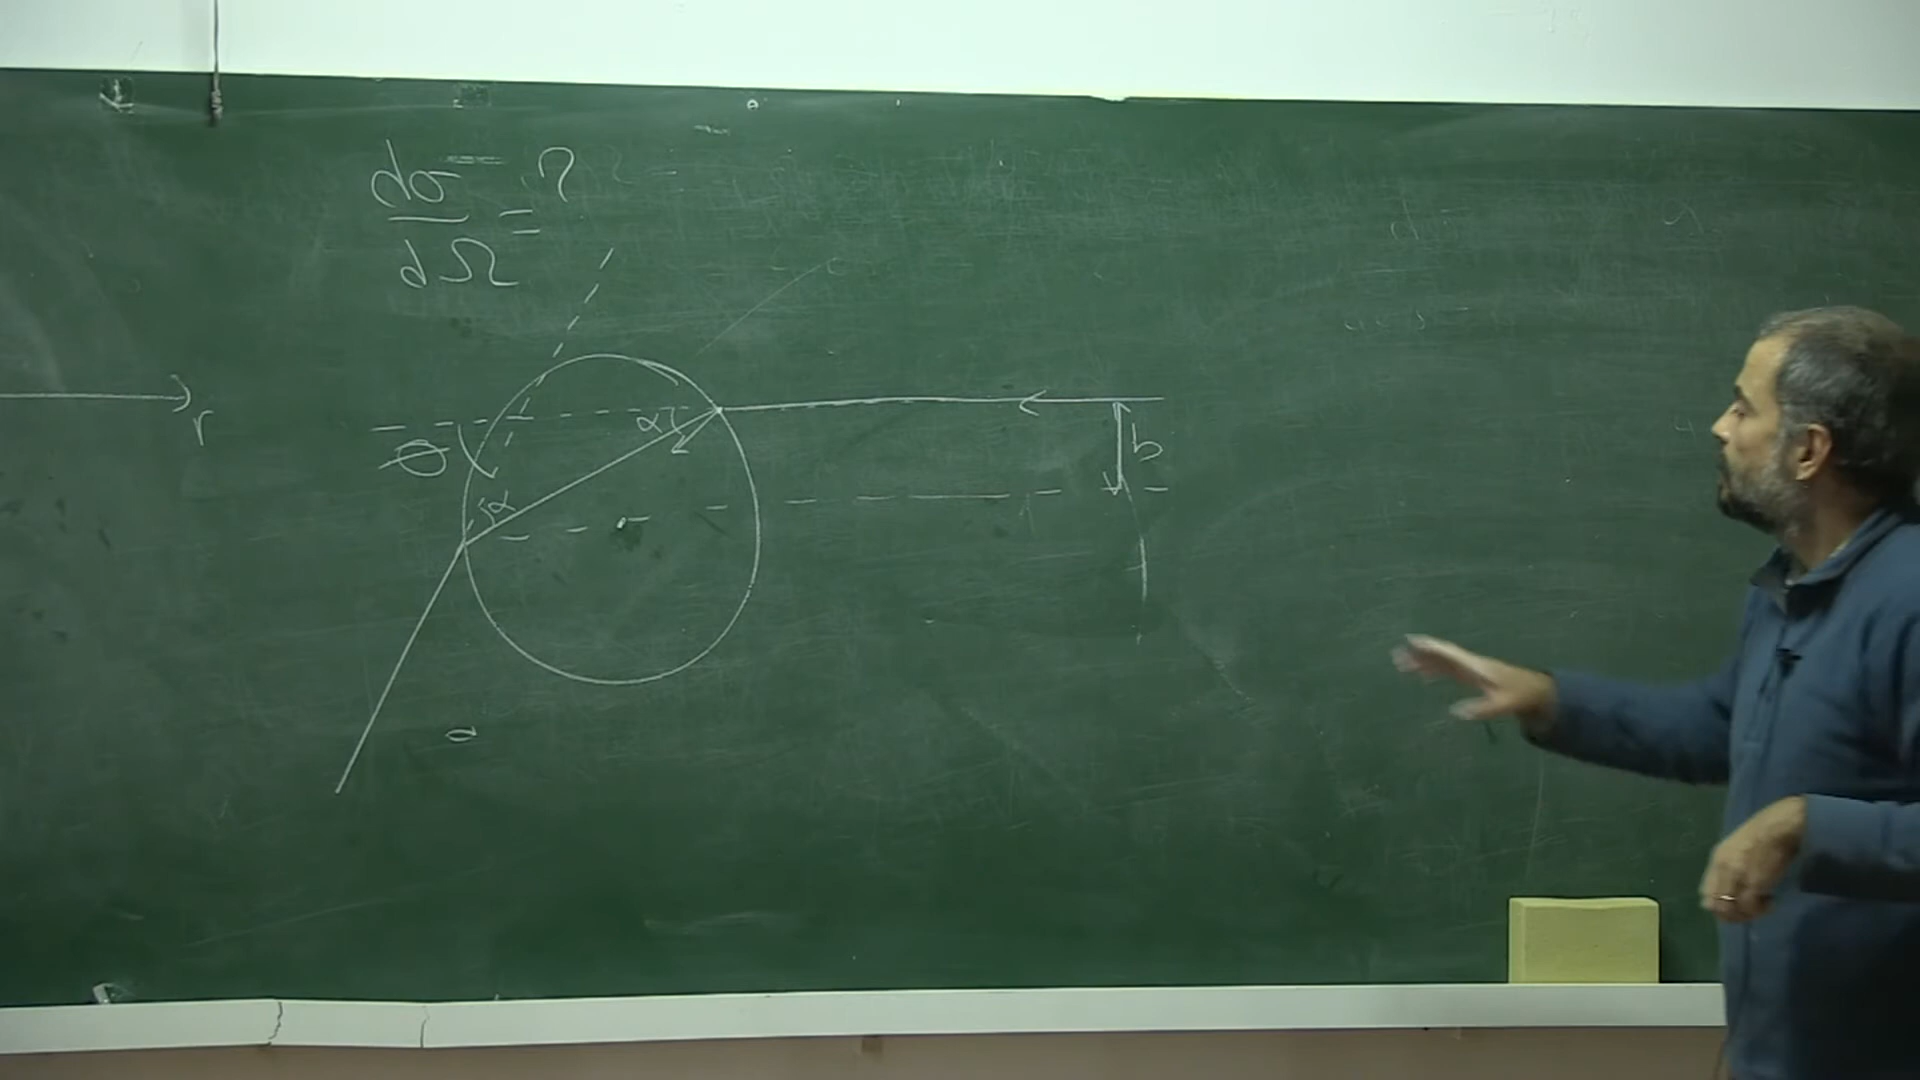 dσ/dΩ = ?
r
α
b
θ
α